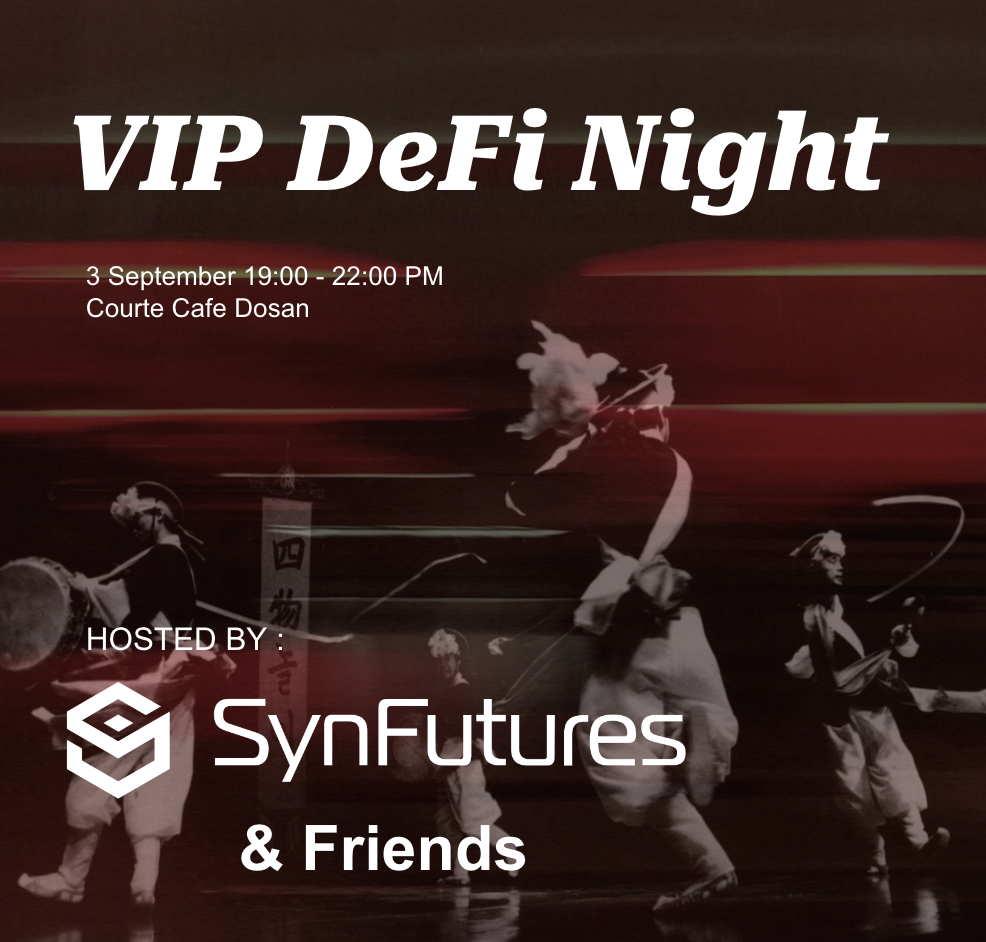 VIP DeFi Night
3 September 19:00 - 22:00 PM
Courte Cafe Dosan
四
物
HOSTED BY :
SynFutures
& Friends